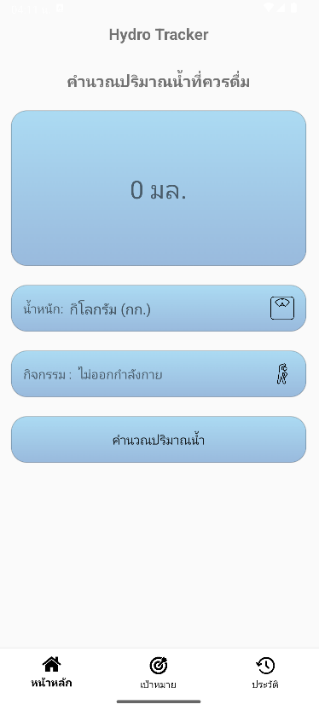 Hydro Tracker
คำนวณปริมาณน้ำที่ควรดื่ม
0 มล.
น้ำหนัก: กิโลกรัม (กก.)
กิจกรรม : ไม่ออกกำลังกาย
คำนวณปริมาณน้ำ
หน้าหลัก เป้าหมาย ประวัติ